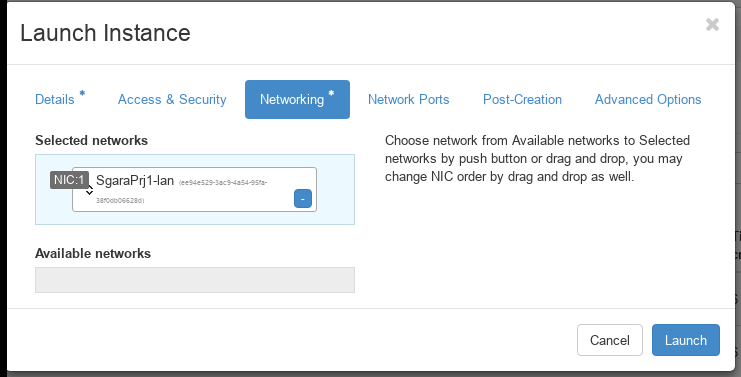 Launch Instance
×
Details *
Access & Security
Networking *
Network Ports
Post-Creation
Advanced Options
Selected networks
NIC:1
SgaraPrj1-lan (ee94e529-3ac9-4a54-95fa-
38f0db06628d)
-
Choose network from Available networks to Selected
networks by push button or drag and drop, you may
change NIC order by drag and drop as well.
Available networks
Cancel
Launch